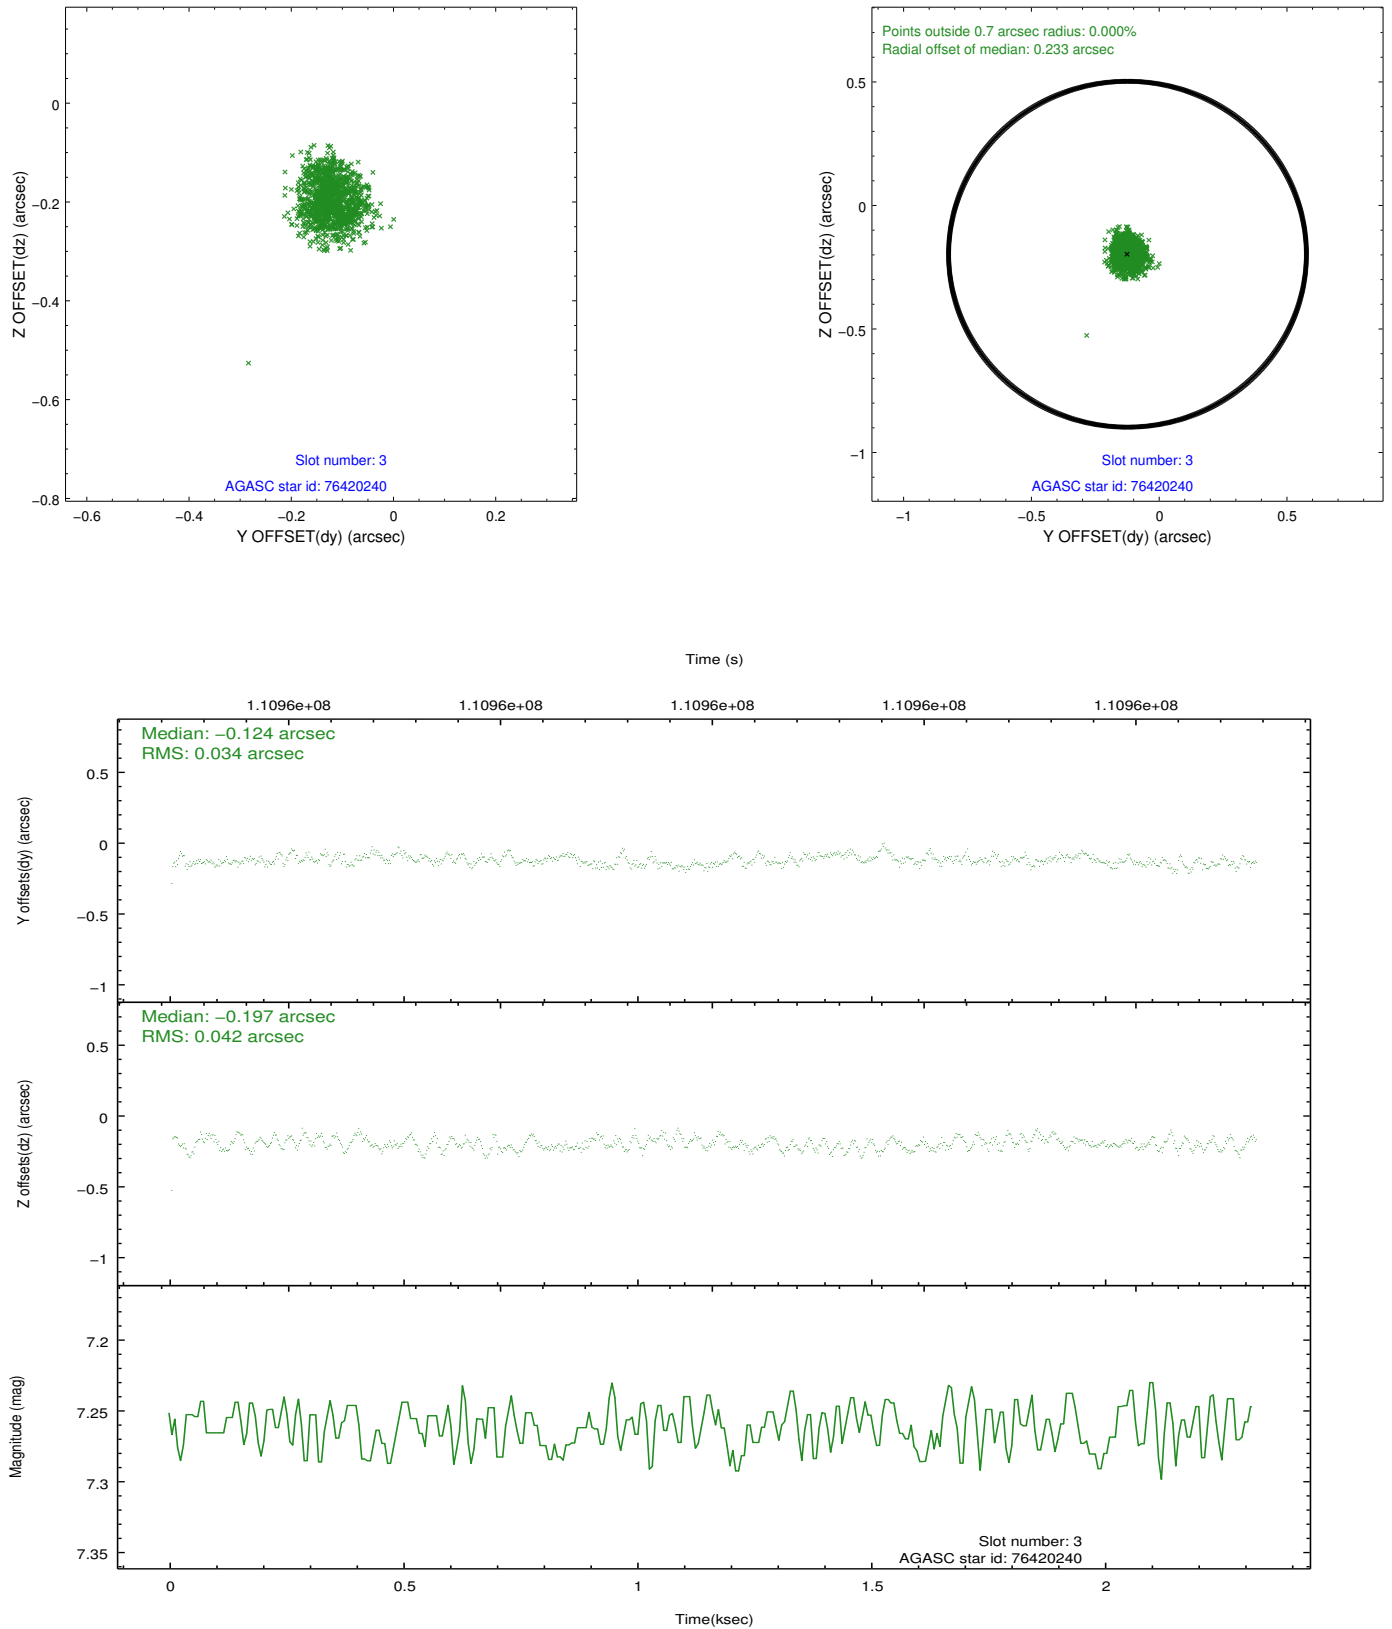 0
−0.2
−0.4
−0.6
−0.8
Z OFFSET(dz) (arcsec)
Slot number: 3
AGASC star id: 76420240
−0.6 −0.4 −0.2 0 0.2
Y OFFSET(dy) (arcsec)
Points outside 0.7 arcsec radius: 0.000%
Radial offset of median: 0.233 arcsec
0.5
0
−0.5
−1
Z OFFSET(dz) (arcsec)
Slot number: 3
AGASC star id: 76420240
−1 −0.5 0 0.5
Y OFFSET(dy) (arcsec)
Time (s)
1.1096e+08 1.1096e+08 1.1096e+08 1.1096e+08 1.1096e+08
Median: −0.124 arcsec
RMS: 0.034 arcsec
0.5
0
−0.5
−1
Y offsets(dy) (arcsec)
Median: −0.197 arcsec
RMS: 0.042 arcsec
0.5
0
−0.5
−1
Z offsets(dz) (arcsec)
7.2
7.25
7.3
7.35
Magnitude (mag)
Slot number: 3
AGASC star id: 76420240
0 0.5 1 1.5 2
Time(ksec)